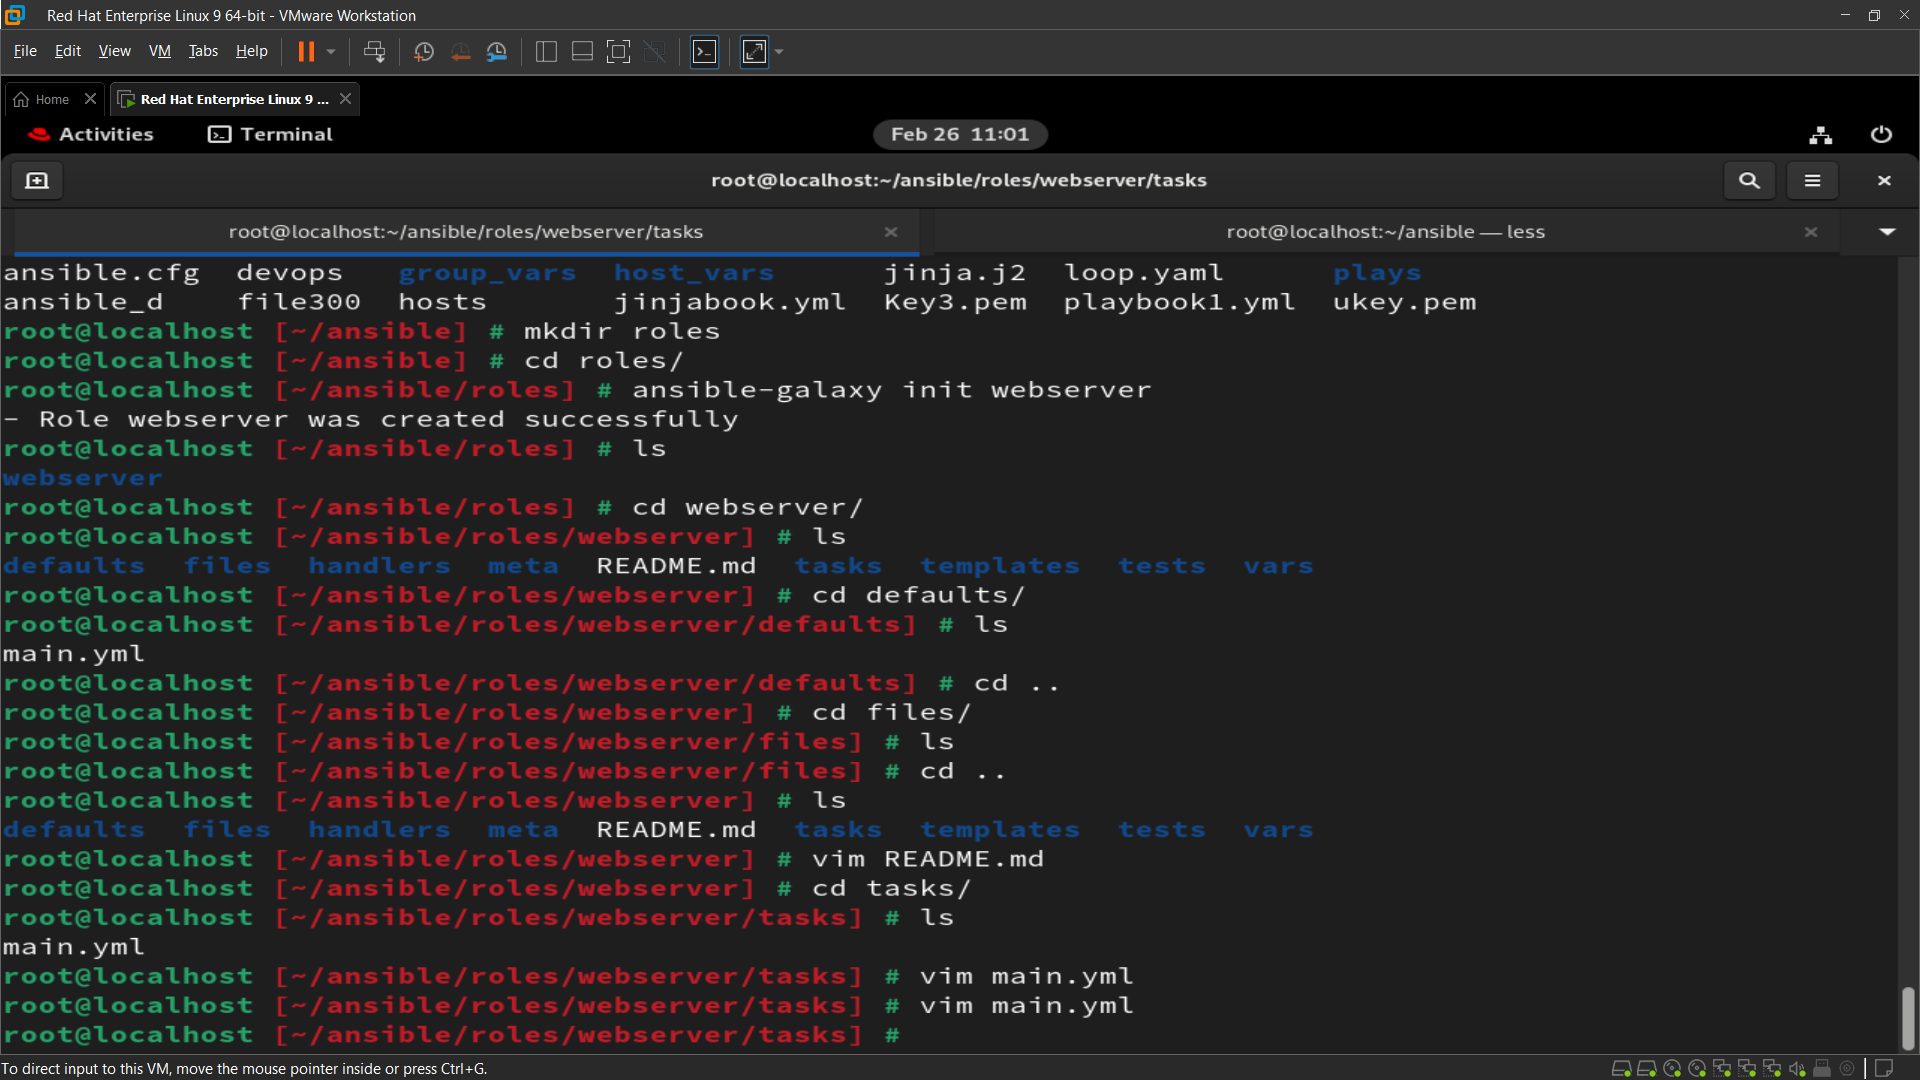 Red Hat Enterprise Linux 9 64-bit - VMware Workstation
File Edit View VM Tabs Help
Home
Red Hat Enterprise Linux 9 ...
Activities Terminal Feb 26 11:01
root@localhost:~/ansible/roles/webserver/tasks
root@localhost:~/ansible/roles/webserver/tasks root@localhost:~/ansible — less
ansible.cfg devops group_vars host_vars jinja.j2 loop.yaml plays
ansible_d file300 hosts jinjabook.yml Key3.pem playbook1.yml ukey.pem
root@localhost [~/ansible] # mkdir roles
root@localhost [~/ansible] # cd roles/
root@localhost [~/ansible/roles] # ansible-galaxy init webserver
- Role webserver was created successfully
root@localhost [~/ansible/roles] # ls
webserver
root@localhost [~/ansible/roles] # cd webserver/
root@localhost [~/ansible/roles/webserver] # ls
defaults files handlers meta README.md tasks templates tests vars
root@localhost [~/ansible/roles/webserver] # cd defaults/
root@localhost [~/ansible/roles/webserver/defaults] # ls
main.yml
root@localhost [~/ansible/roles/webserver/defaults] # cd ..
root@localhost [~/ansible/roles/webserver] # cd files/
root@localhost [~/ansible/roles/webserver/files] # ls
root@localhost [~/ansible/roles/webserver/files] # cd ..
root@localhost [~/ansible/roles/webserver] # ls
defaults files handlers meta README.md tasks templates tests vars
root@localhost [~/ansible/roles/webserver] # vim README.md
root@localhost [~/ansible/roles/webserver] # cd tasks/
root@localhost [~/ansible/roles/webserver/tasks] # ls
main.yml
root@localhost [~/ansible/roles/webserver/tasks] # vim main.yml
root@localhost [~/ansible/roles/webserver/tasks] # vim main.yml
root@localhost [~/ansible/roles/webserver/tasks] #
To direct input to this VM, move the mouse pointer inside or press Ctrl+G.